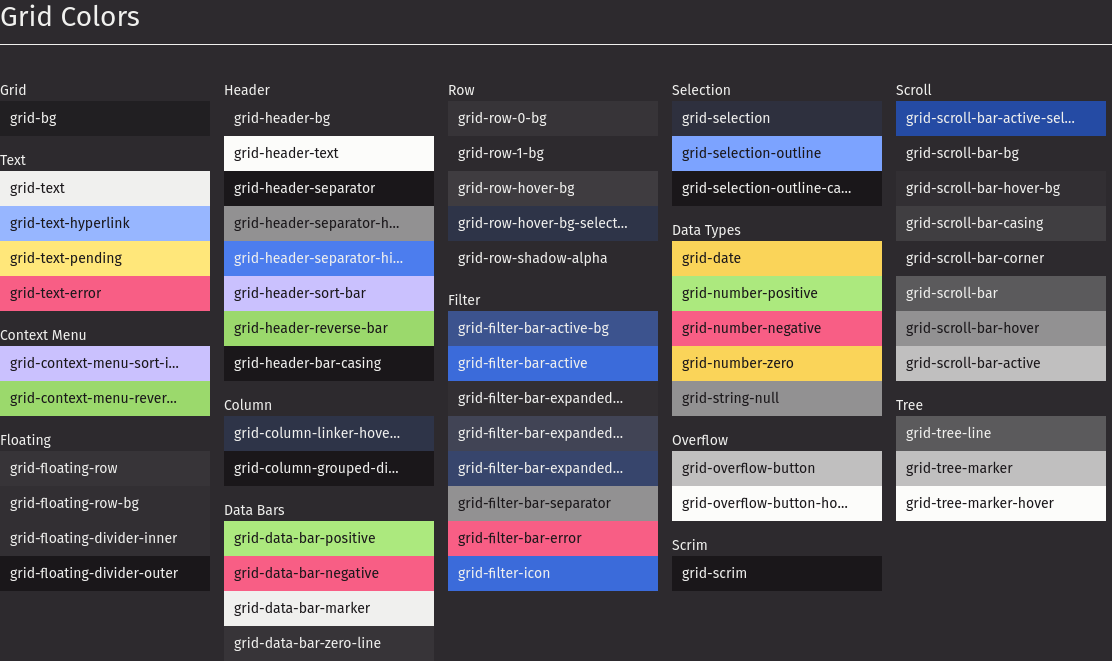 Grid Colors
Grid
grid-bg
Text
grid-text
grid-text-hyperlink
grid-text-pending
grid-text-error
Context Menu
grid-context-menu-sort-i...
grid-context-menu-rever...
Floating
grid-floating-row
grid-floating-row-bg
grid-floating-divider-inner
grid-floating-divider-outer
Header
grid-header-bg
grid-header-text
grid-header-separator
grid-header-separator-h...
grid-header-separator-hi...
grid-header-sort-bar
grid-header-reverse-bar
grid-header-bar-casing
Column
grid-column-linker-hove...
grid-column-grouped-di...
Data Bars
grid-data-bar-positive
grid-data-bar-negative
grid-data-bar-marker
grid-data-bar-zero-line
Row
grid-row-0-bg
grid-row-1-bg
grid-row-hover-bg
grid-row-hover-bg-select...
grid-row-shadow-alpha
Filter
grid-filter-bar-active-bg
grid-filter-bar-active
grid-filter-bar-expanded...
grid-filter-bar-expanded...
grid-filter-bar-expanded...
grid-filter-bar-separator
grid-filter-bar-error
grid-filter-icon
Selection
grid-selection
grid-selection-outline
grid-selection-outline-ca...
Data Types
grid-date
grid-number-positive
grid-number-negative
grid-number-zero
grid-string-null
Overflow
grid-overflow-button
grid-overflow-button-ho...
Scrim
grid-scrim
Scroll
grid-scroll-bar-active-sel...
grid-scroll-bar-bg
grid-scroll-bar-hover-bg
grid-scroll-bar-casing
grid-scroll-bar-corner
grid-scroll-bar
grid-scroll-bar-hover
grid-scroll-bar-active
Tree
grid-tree-line
grid-tree-marker
grid-tree-marker-hover